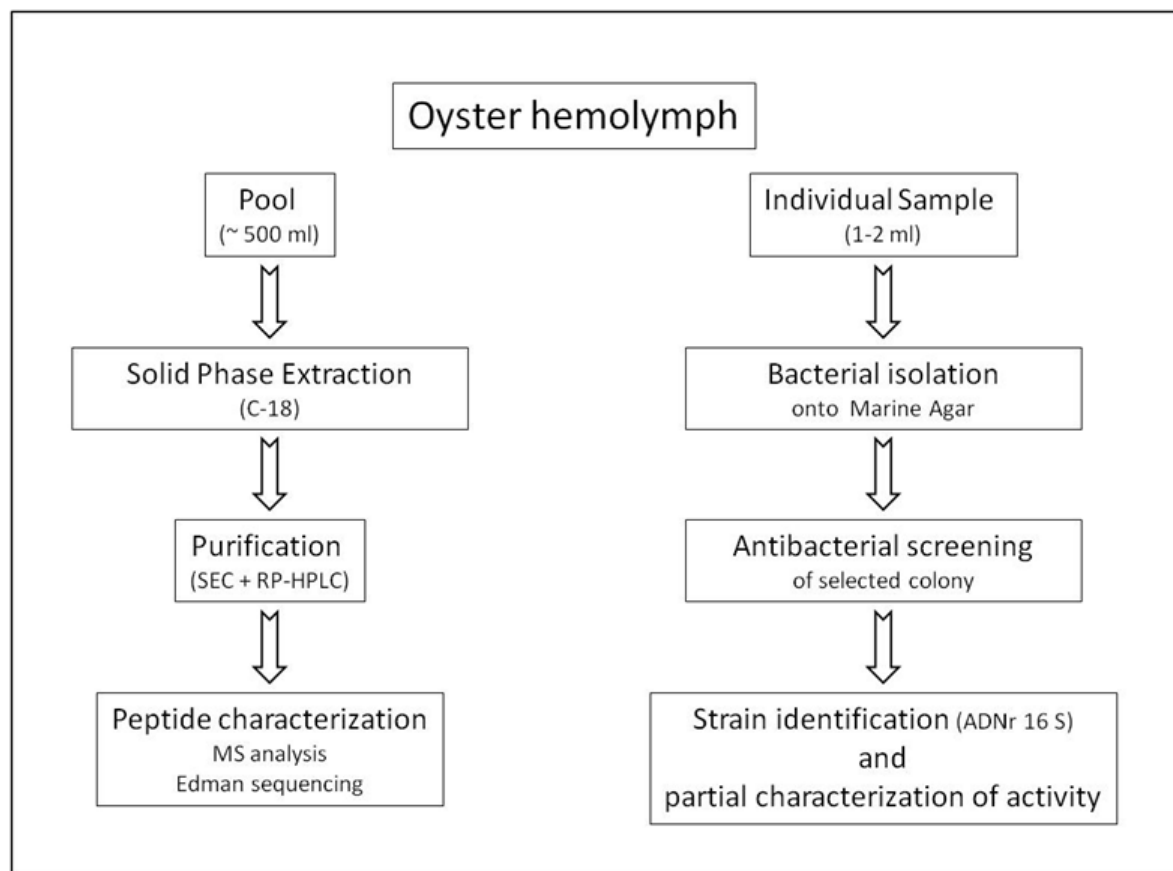 Oyster hemolymph
Pool
(~ 500 ml)
Solid Phase Extraction
(C-18)
Purification
(SEC + RP-HPLC)
Peptide characterization
MS analysis
Edman sequencing
Individual Sample
(1-2 ml)
Bacterial isolation
onto Marine Agar
Antibacterial screening
of selected colony
Strain identification (ADNr 16 S)
and
partial characterization of activity